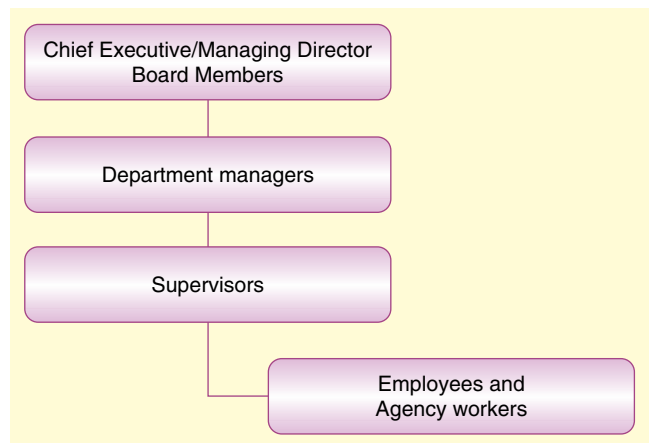 Chief Executive/Managing Director
Board Members
Department managers
Supervisors
Employees and
Agency workers